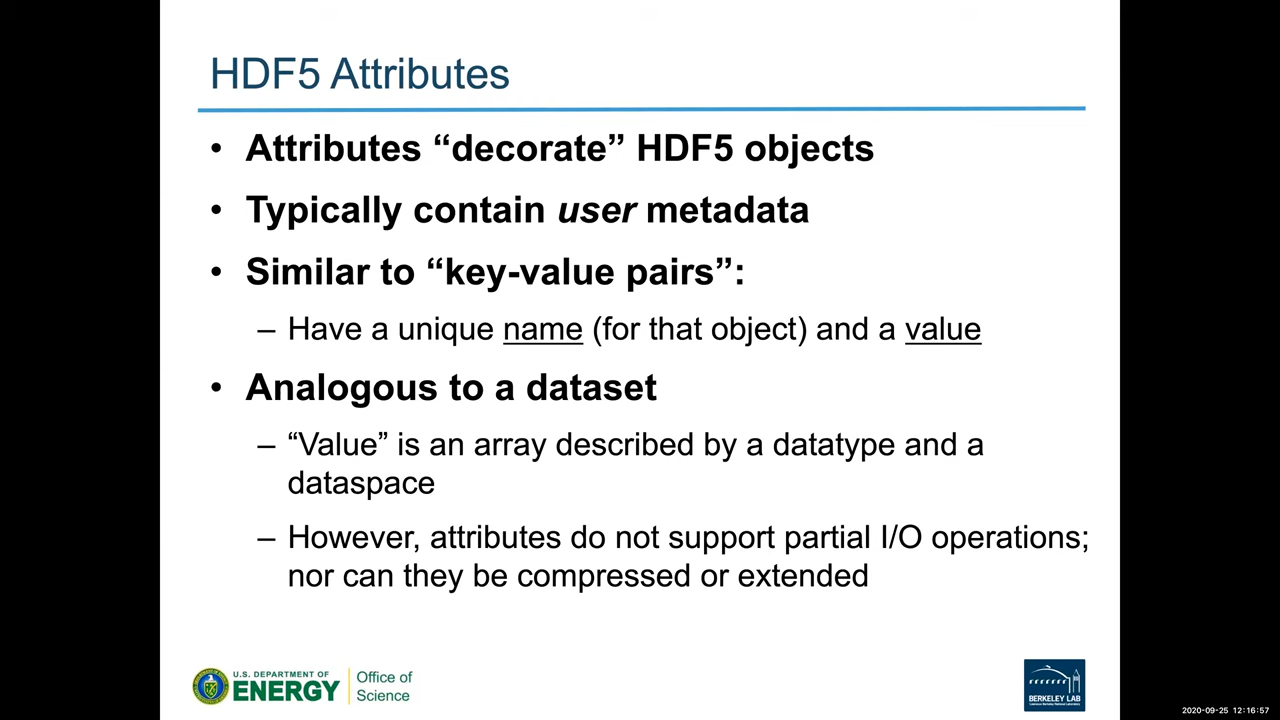 HDF5 Attributes
• Attributes “decorate” HDF5 objects
• Typically contain user metadata
• Similar to “key-value pairs”:
– Have a unique name (for that object) and a value
• Analogous to a dataset
– “Value” is an array described by a datatype and a
dataspace
– However, attributes do not support partial I/O operations;
nor can they be compressed or extended
U.S. DEPARTMENT OF
ENERGY
Office of
Science
BERKELEY LAB
2020-09-25 12:16:57